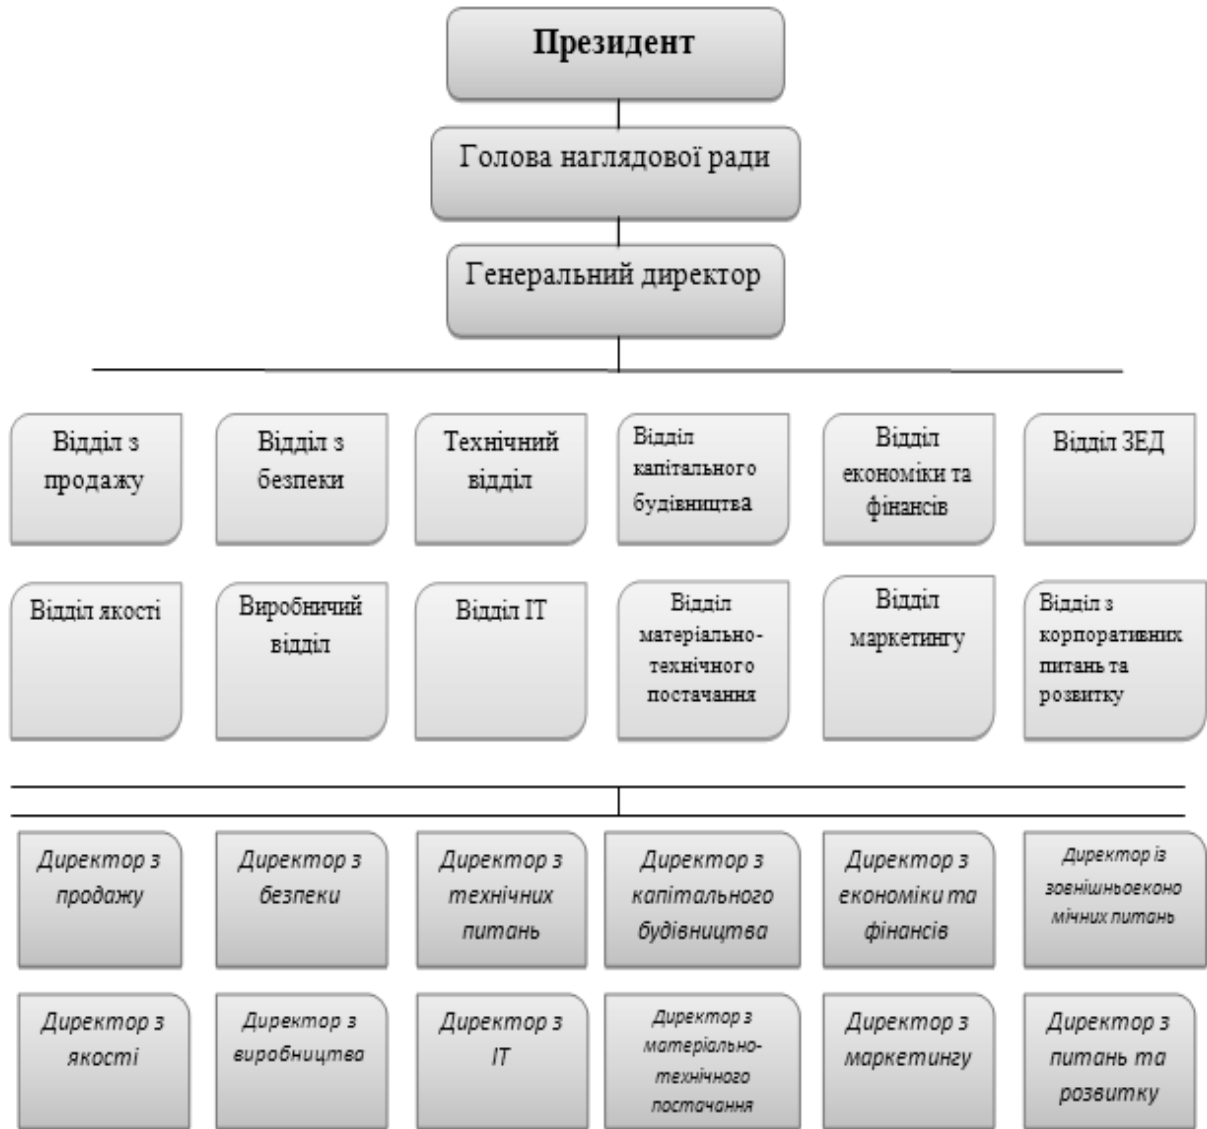 Президент
Голова наглядової ради
Генеральний директор
Відділ з
продажу
Відділ з
безпеки
Технічний
відділ
Відділ
капітального
будівництва
Відділ
економіки та
фінансів
Відділ ЗЕД
Відділ якості
Виробничий
відділ
Відділ ІТ
Відділ
матеріально-
технічного
постачання
Відділ
маркетингу
Відділ з
корпоративних
питань та
розвитку
Директор з
продажу
Директор з
безпеки
Директор з
технічних
питань
Директор з
капітального
будівництва
Директор з
економіки та
фінансів
Директор із
зовнішньоеконо
мічних питань
Директор з
якості
Директор з
виробництва
Директор з
ІТ
Директор з
матеріально-
технічного
постачання
Директор з
маркетингу
Директор з
питань та
розвитку